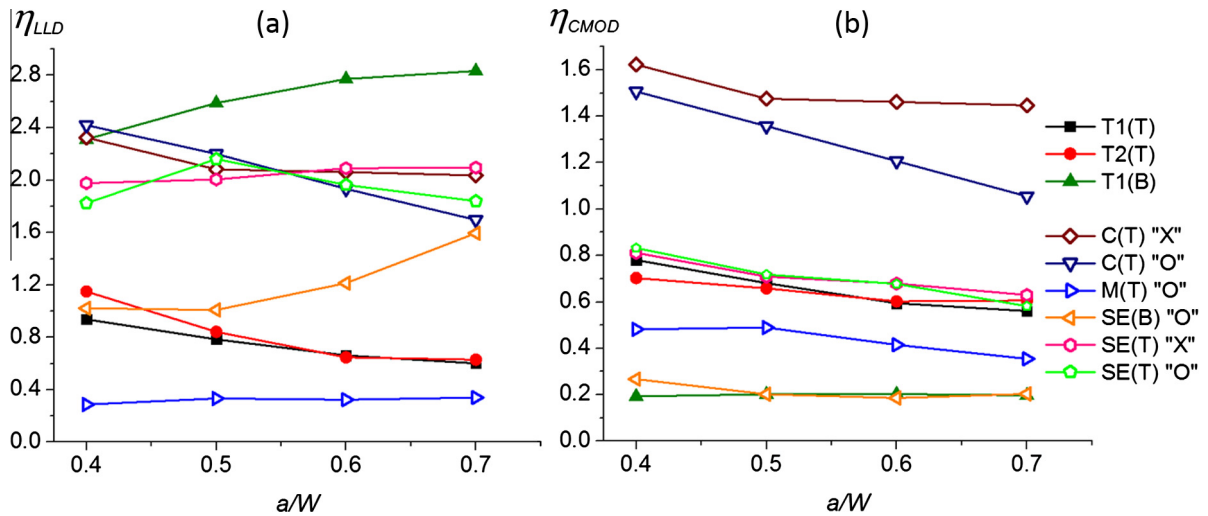 η_LLD
(a)
2.8
2.4
2.0
1.6
1.2
0.8
0.4
0.0
0.4 0.5 0.6 0.7
a/W
η_CMOD
(b)
1.6
1.4
1.2
1.0
0.8
0.6
0.4
0.2
0.0
0.4 0.5 0.6 0.7
a/W
T1(T)
T2(T)
T1(B)
C(T) "X"
C(T) "O"
M(T) "O"
SE(B) "O"
SE(T) "X"
SE(T) "O"